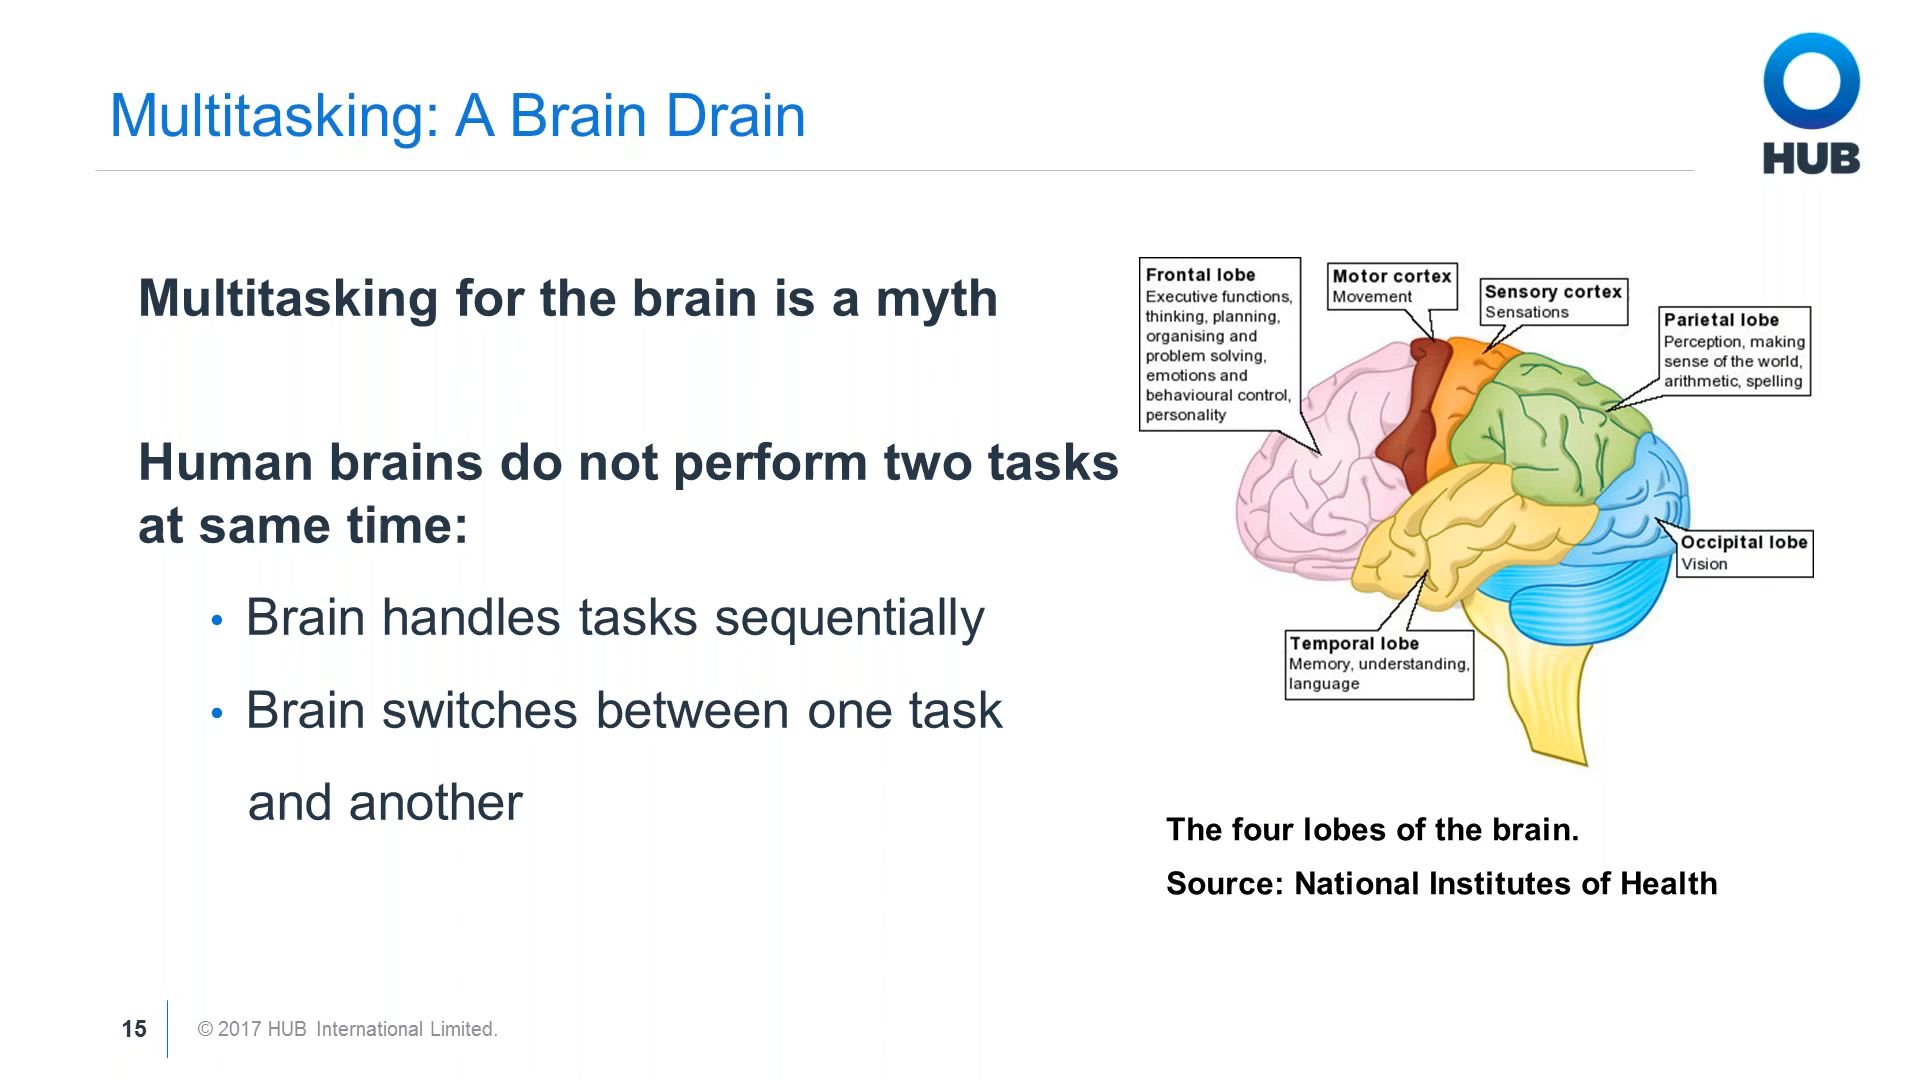 Multitasking: A Brain Drain
HUB
Multitasking for the brain is a myth
Human brains do not perform two tasks
at same time:
• Brain handles tasks sequentially
• Brain switches between one task
and another
Frontal lobe
Executive functions,
thinking, planning,
organising and
problem solving,
emotions and
behavioural control,
personality
Motor cortex
Movement
Sensory cortex
Sensations
Parietal lobe
Perception, making
sense of the world,
arithmetic, spelling
Occipital lobe
Vision
Temporal lobe
Memory, understanding,
language
The four lobes of the brain.
Source: National Institutes of Health
15
© 2017 HUB International Limited.